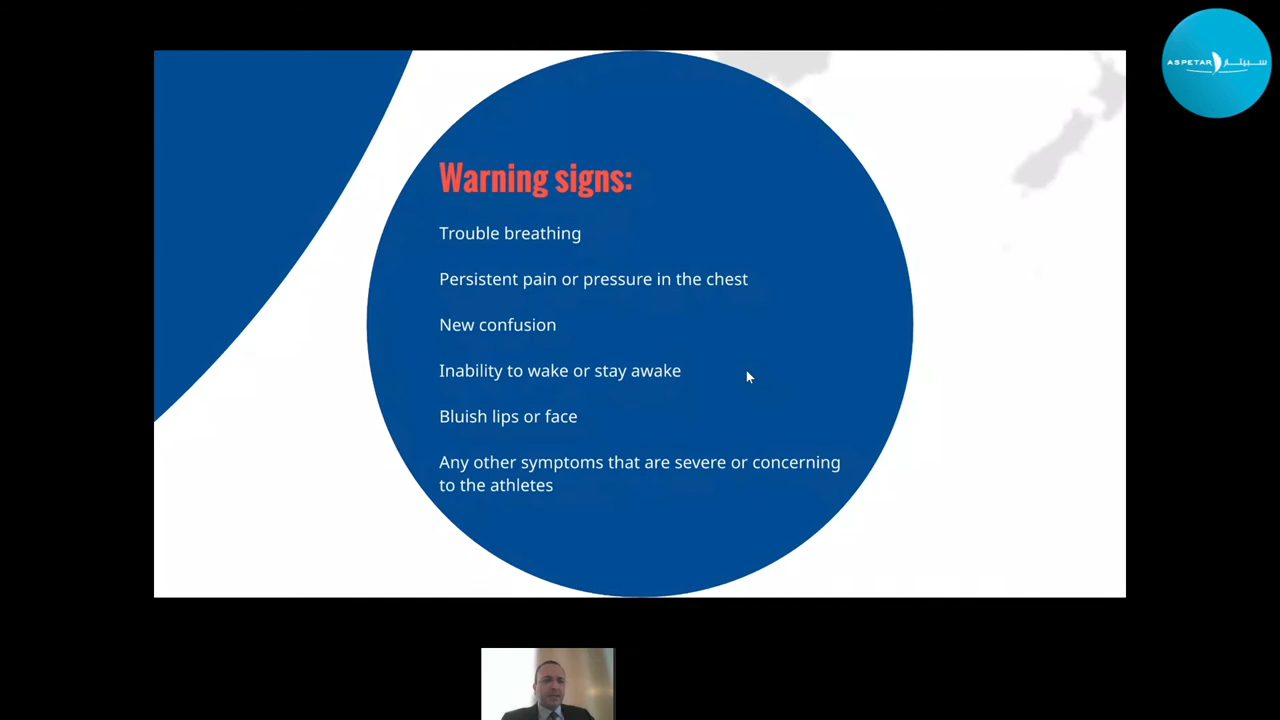 ASPETAR سبيتار
Warning signs:
Trouble breathing
Persistent pain or pressure in the chest
New confusion
Inability to wake or stay awake
Bluish lips or face
Any other symptoms that are severe or concerning
to the athletes